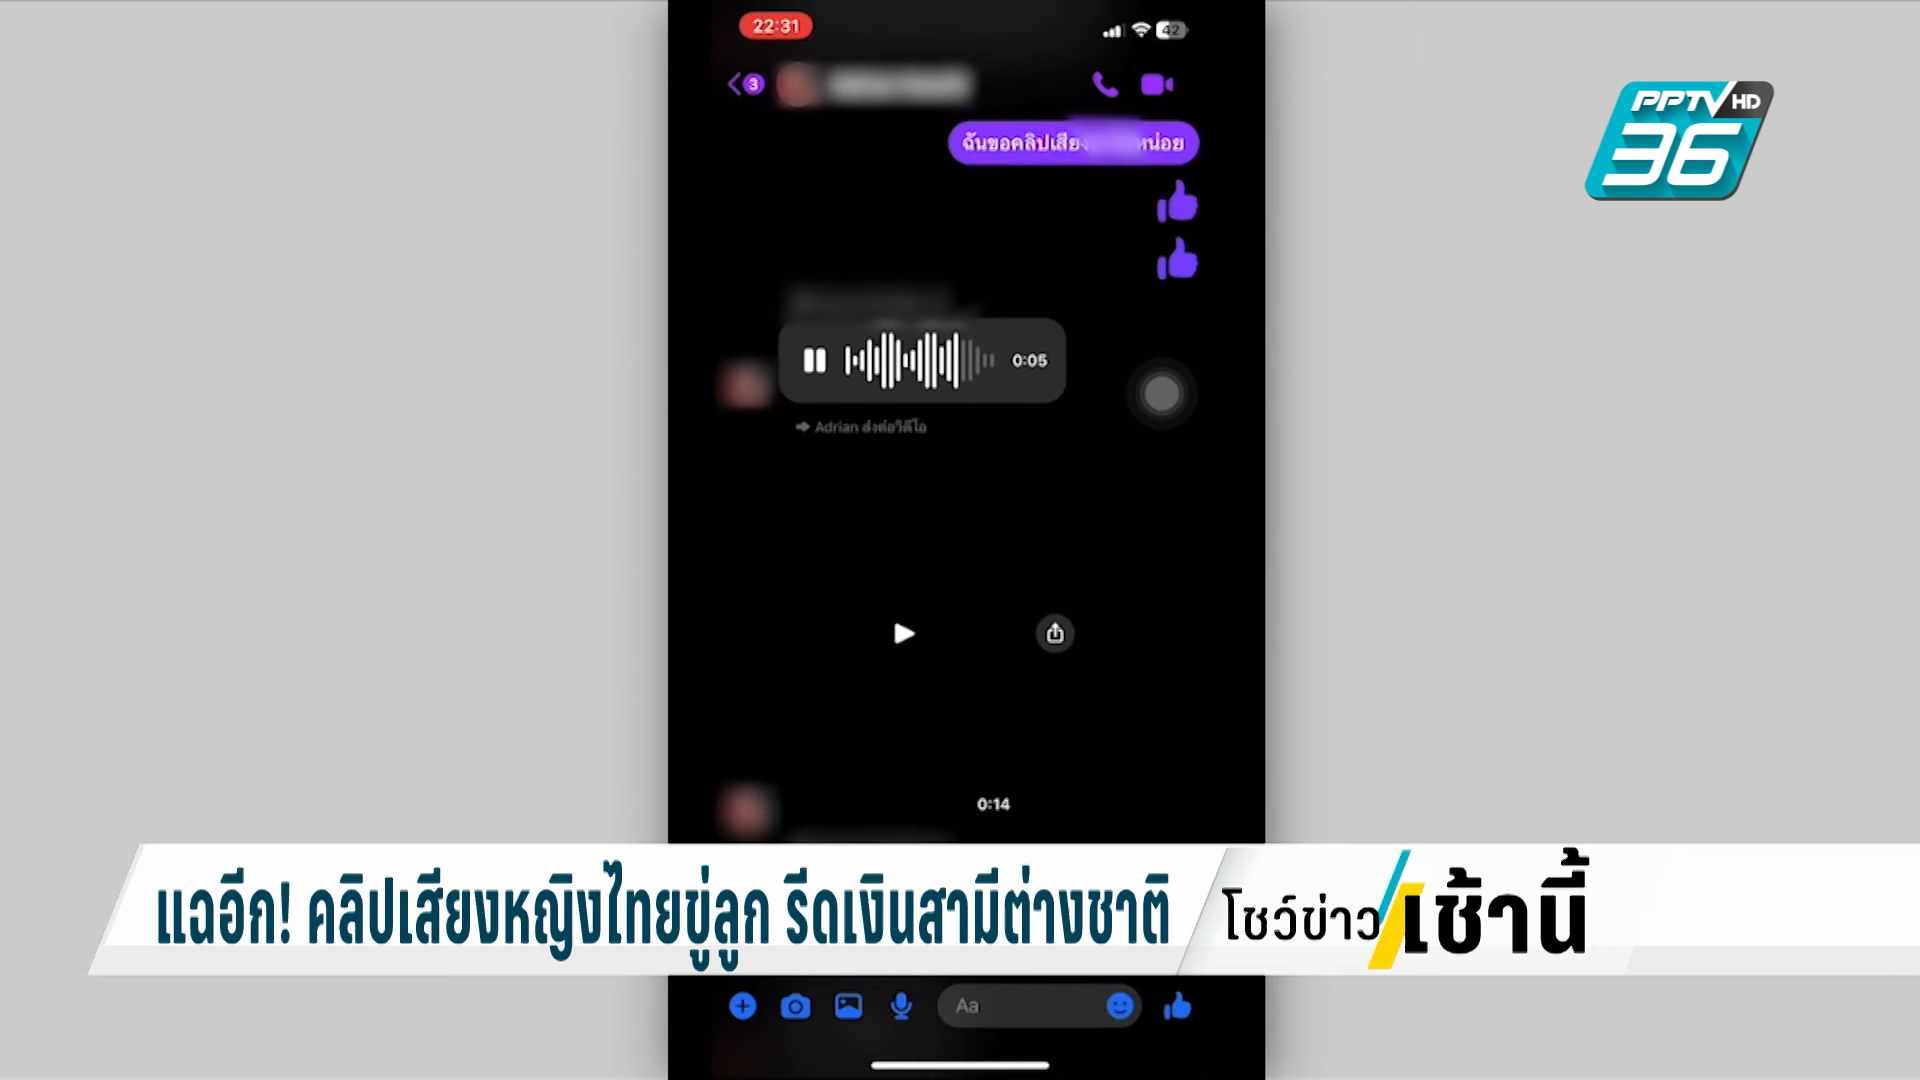 22:31
42
3
PPTV HD
36
ฉันขอคลิปเสียง หน่อย
0:05
Adrian ส่งต่อวิดีโอ
0:14
แฉอีก! คลิปเสียงหญิงไทยขู่ลูก รีดเงินสามีต่างชาติ
โชว์ข่าวเช้านี้
Aa